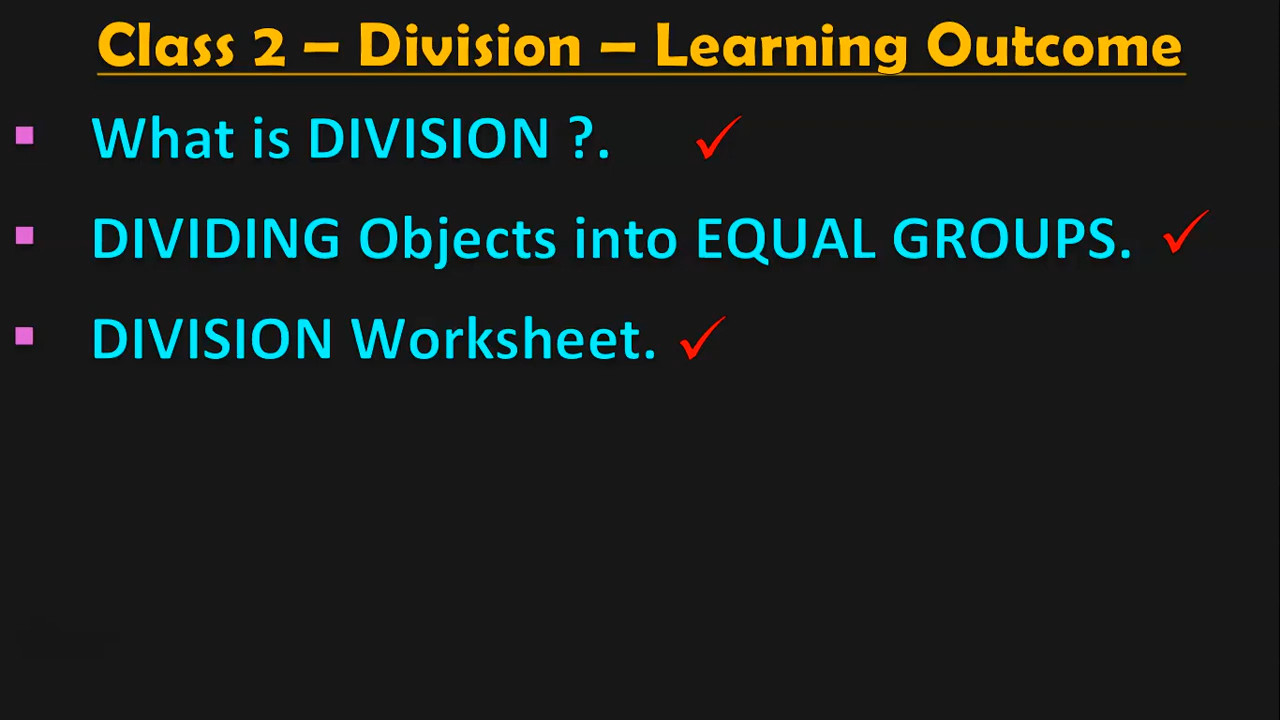 Class 2 – Division – Learning Outcome
▪ What is DIVISION ?. ✓
▪ DIVIDING Objects into EQUAL GROUPS. ✓
▪ DIVISION Worksheet. ✓